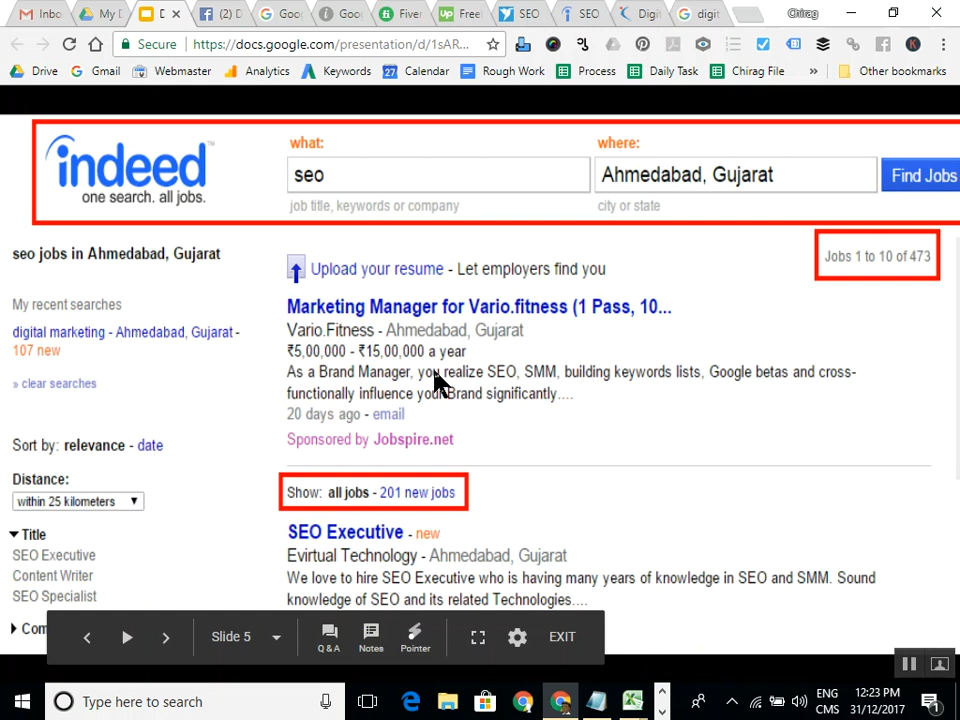 Inbo
My D
D
(2) D
Goo
Goo
Fiver
Free
SEO
SEO
Digit
digit
Chirag
Secure
https://docs.google.com/presentation/d/1sAR...
Drive
Gmail
Webmaster
Analytics
Keywords
27 Calendar
Rough Work
Process
Daily Task
Chirag File
»
Other bookmarks
indeed™
one search. all jobs.
what:
seo
job title, keywords or company
where:
Ahmedabad, Gujarat
city or state
Find Jobs
seo jobs in Ahmedabad, Gujarat
Jobs 1 to 10 of 473
Upload your resume - Let employers find you
My recent searches
digital marketing - Ahmedabad, Gujarat -
107 new
» clear searches
Marketing Manager for Vario.fitness (1 Pass, 10...
Vario.Fitness - Ahmedabad, Gujarat
₹5,00,000 - ₹15,00,000 a year
As a Brand Manager, you realize SEO, SMM, building keywords lists, Google betas and cross-
functionally influence your Brand significantly....
20 days ago - email
Sponsored by Jobspire.net
Sort by: relevance - date
Distance:
within 25 kilometers
Title
SEO Executive
Content Writer
SEO Specialist
Com
Show: all jobs - 201 new jobs
SEO Executive - new
Evirtual Technology - Ahmedabad, Gujarat
We love to hire SEO Executive who is having many years of knowledge in SEO and SMM. Sound
knowledge of SEO and its related Technologies....
Slide 5
Q & A
Notes
Pointer
EXIT
Type here to search
ENG
CMS
12:23 PM
31/12/2017
1